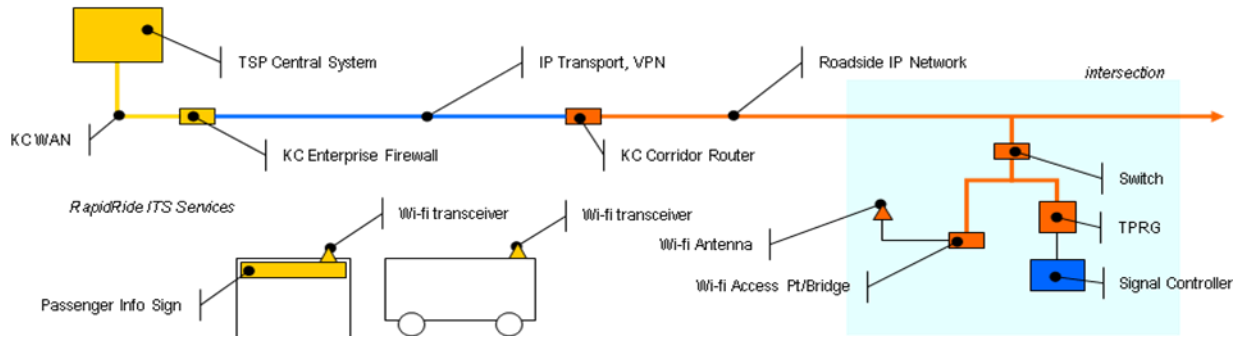 TSP Central System
IP Transport, VPN
Roadside IP Network
intersection
KC WAN
KC Enterprise Firewall
KC Corridor Router
Switch
RapidRide ITS Services
Wi-fi transceiver
Wi-fi transceiver
Wi-fi Antenna
TPRG
Wi-fi Access Pt/Bridge
Signal Controller
Passenger Info Sign